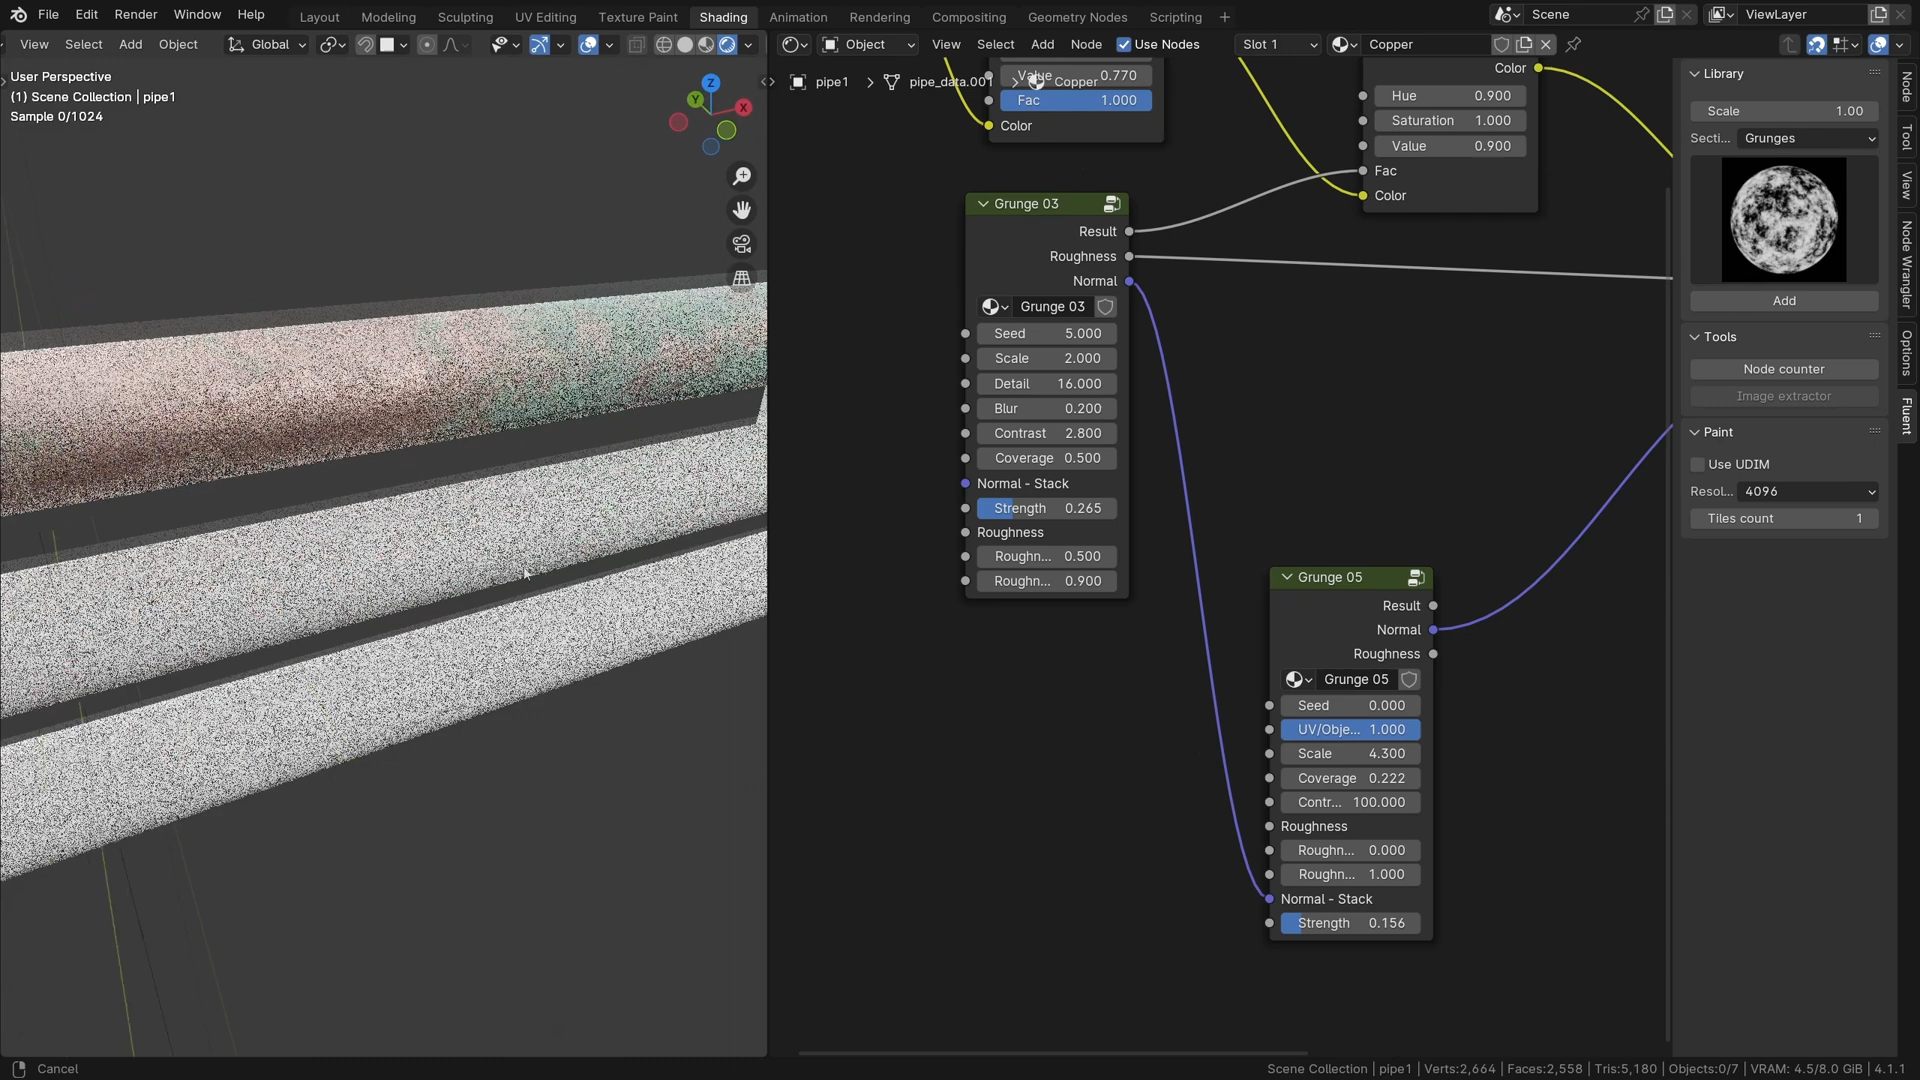 File Edit Render Window Help Layout Modeling Sculpting UV Editing Texture Paint Shading Animation Rendering Compositing Geometry Nodes Scripting Scene ViewLayer
View Select Add Object Global Object View Select Add Node Use Nodes Slot 1 Copper
User Perspective
(1) Scene Collection | pipe1
Sample 0/1024
Z
Y
X
pipe1 pipe_data.001 Copper
Value 0.770
Fac 1.000
Color
Color
Hue 0.900
Saturation 1.000
Value 0.900
Fac
Color
Grunge 03
Result
Roughness
Normal
Grunge 03
Seed 5.000
Scale 2.000
Detail 16.000
Blur 0.200
Contrast 2.800
Coverage 0.500
Normal - Stack
Strength 0.265
Roughness
Roughn... 0.500
Roughn... 0.900
Grunge 05
Result
Normal
Roughness
Grunge 05
Seed 0.000
UV/Obje... 1.000
Scale 4.300
Coverage 0.222
Contr... 100.000
Roughness
Roughn... 0.000
Roughn... 1.000
Normal - Stack
Strength 0.156
Library
Scale 1.00
Secti... Grunges
Add
Tools
Node counter
Image extractor
Paint
Use UDIM
Resol... 4096
Tiles count 1
Node
Tool
View
Node Wrangler
Options
Fluent
Cancel
Scene Collection | pipe1 | Verts:2,664 | Faces:2,558 | Tris:5,180 | Objects:0/7 | VRAM: 4.5/8.0 GiB | 4.1.1